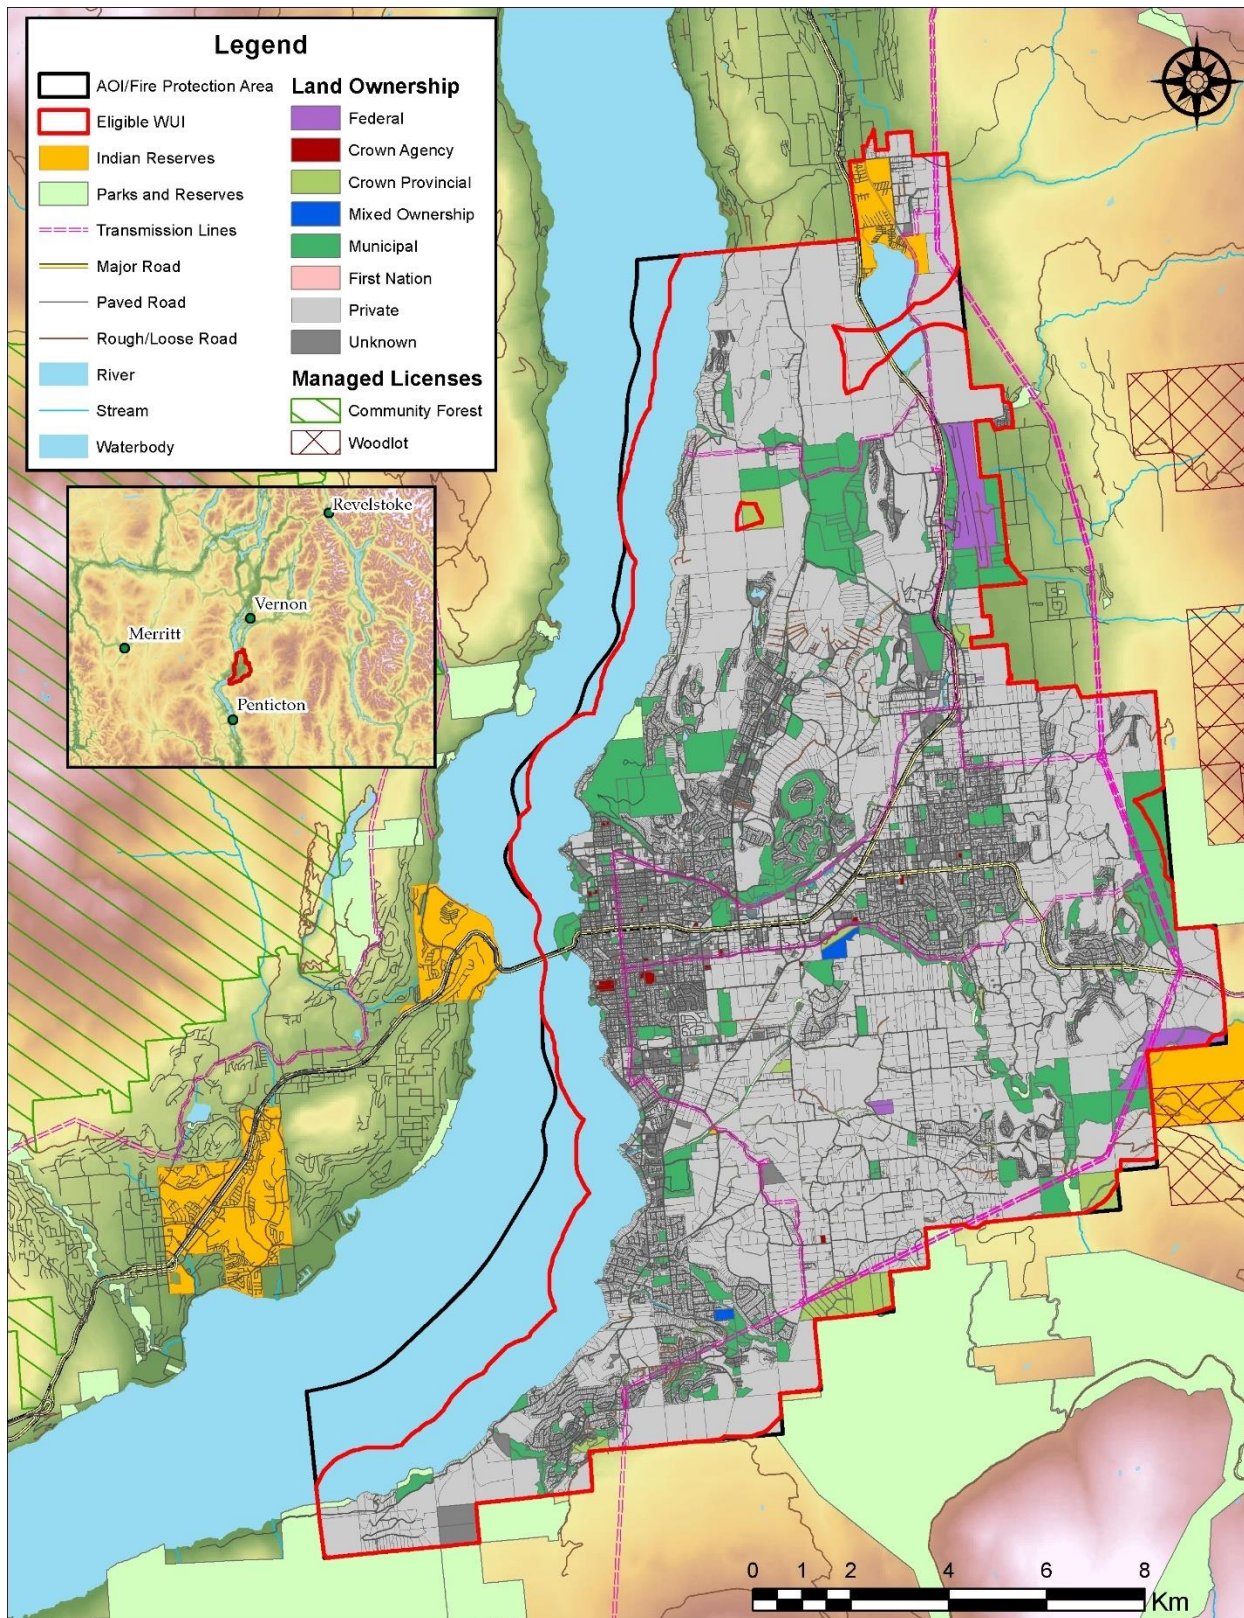 Legend
AOI/Fire Protection Area
Eligible WUI
Indian Reserves
Parks and Reserves
Transmission Lines
Major Road
Paved Road
Rough/Loose Road
River
Stream
Waterbody
Land Ownership
Federal
Crown Agency
Crown Provincial
Mixed Ownership
Municipal
First Nation
Private
Unknown
Managed Licenses
Community Forest
Woodlot
Revelstoke
Vernon
Merritt
Penticton
0 1 2 4 6 8
Km